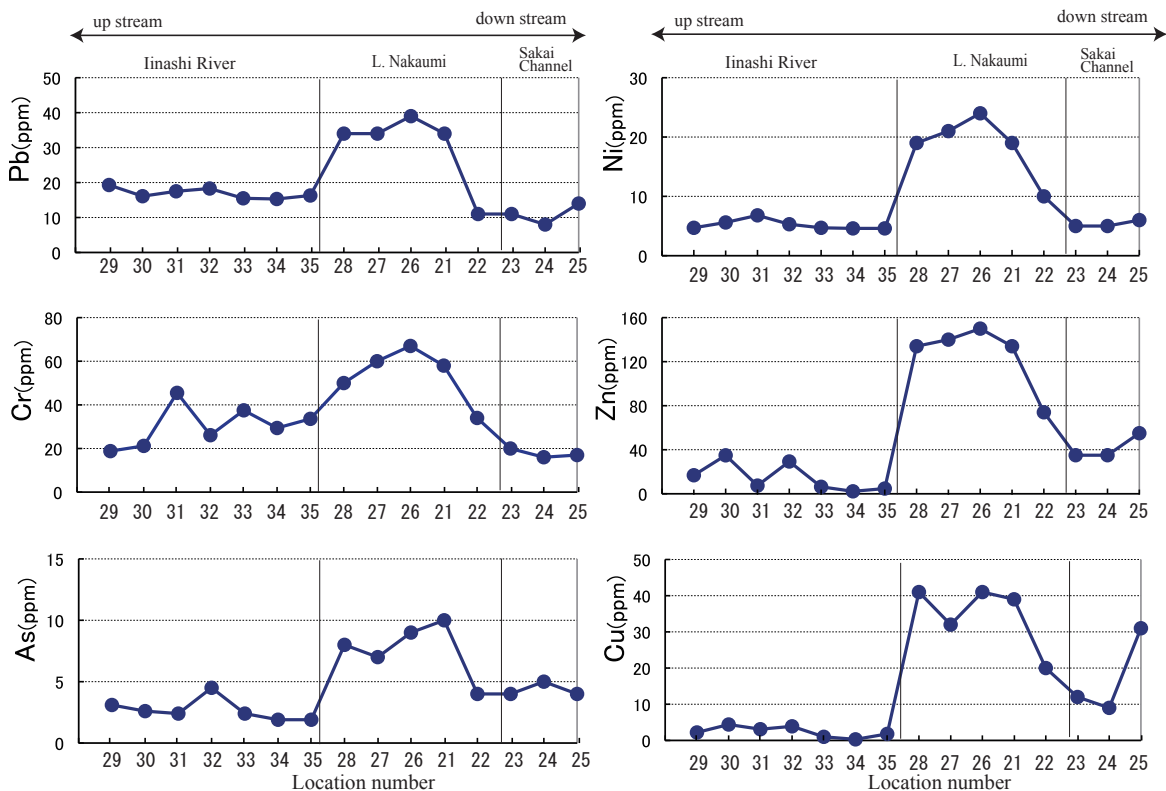 up stream
down stream
Iinashi River
L. Nakaumi
Sakai
Channel
Pb(ppm)
50
40
30
20
10
0
29 30 31 32 33 34 35 28 27 26 21 22 23 24 25
up stream
down stream
Iinashi River
L. Nakaumi
Sakai
Channel
Ni(ppm)
30
20
10
0
29 30 31 32 33 34 35 28 27 26 21 22 23 24 25
Cr(ppm)
80
60
40
20
0
29 30 31 32 33 34 35 28 27 26 21 22 23 24 25
Zn(ppm)
160
120
80
40
0
29 30 31 32 33 34 35 28 27 26 21 22 23 24 25
As(ppm)
15
10
5
0
29 30 31 32 33 34 35 28 27 26 21 22 23 24 25
Location number
Cu(ppm)
50
40
30
20
10
0
29 30 31 32 33 34 35 28 27 26 21 22 23 24 25
Location number